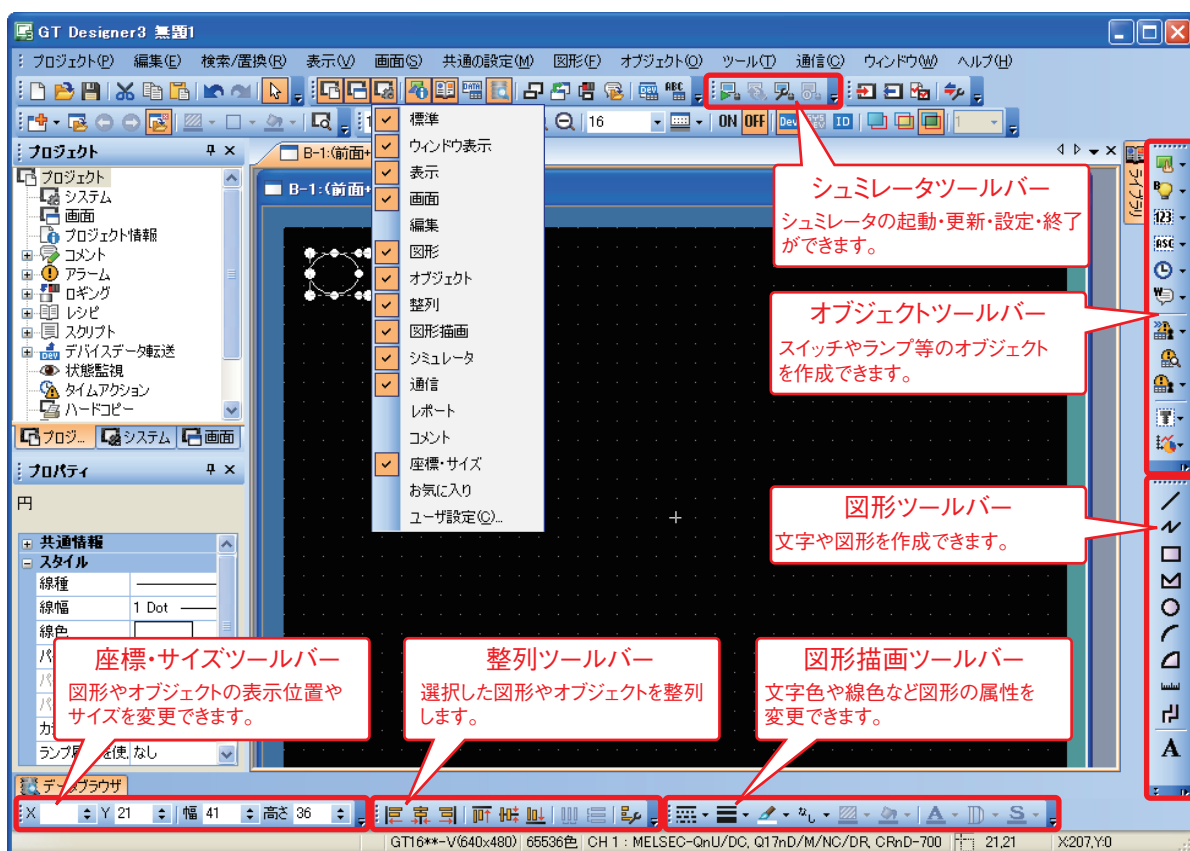 GT Designer3 無題1
プロジェクト(P) 編集(E) 検索/置換(R) 表示(V) 画面(S) 共通の設定(M) 図形(F) オブジェクト(O) ツール(T) 通信(C) ウィンドウ(W) ヘルプ(H)
16
ON OFF
Dev
ID
1
プロジェクト
プロジェクト
システム
画面
プロジェクト情報
コメント
アラーム
ロギング
レシピ
スクリプト
デバイスデータ転送
状態監視
タイムアクション
ハードコピー
プロジ... システム 画面
プロパティ
円
共通情報
スタイル
線種
線幅 1 Dot
線色
なし
B-1:(前面+
B-1:(前面+
標準
ウィンドウ表示
表示
画面
編集
図形
オブジェクト
整列
図形描画
シミュレータ
通信
レポート
コメント
座標・サイズ
お気に入り
ユーザ設定(C)...
ライブラリ
シュミレータツールバー
シュミレータの起動・更新・設定・終了
ができます。
オブジェクトツールバー
スイッチやランプ等のオブジェクト
を作成できます。
図形ツールバー
文字や図形を作成できます。
座標・サイズツールバー
図形やオブジェクトの表示位置や
サイズを変更できます。
整列ツールバー
選択した図形やオブジェクトを整列
します。
図形描画ツールバー
文字色や線色など図形の属性を
変更できます。
データブラウザ
X Y 21 幅 41 高さ 36
GT16**-V(640x480) 65536色 CH 1 : MELSEC-QnU/DC, Q17nD/M/NC/DR, CRnD-700 21,21 X:207,Y:0